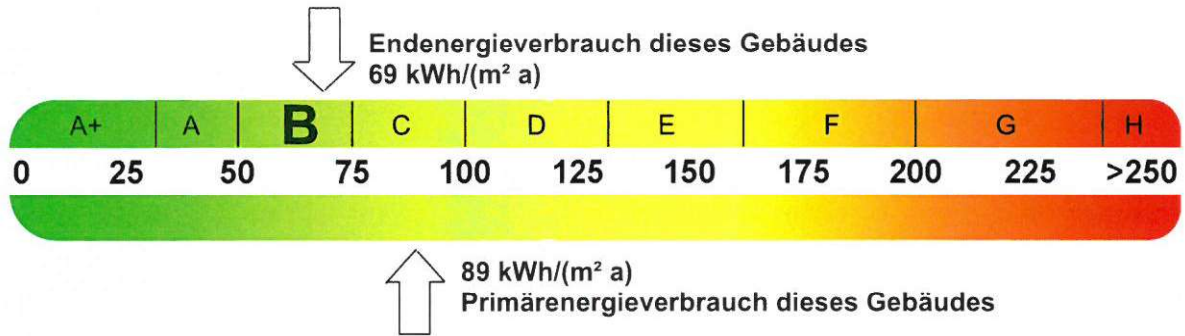 Endenergieverbrauch dieses Gebäudes
69 kWh/(m² a)
A+ A B C D E F G H
0 25 50 75 100 125 150 175 200 225 >250
89 kWh/(m² a)
Primärenergieverbrauch dieses Gebäudes